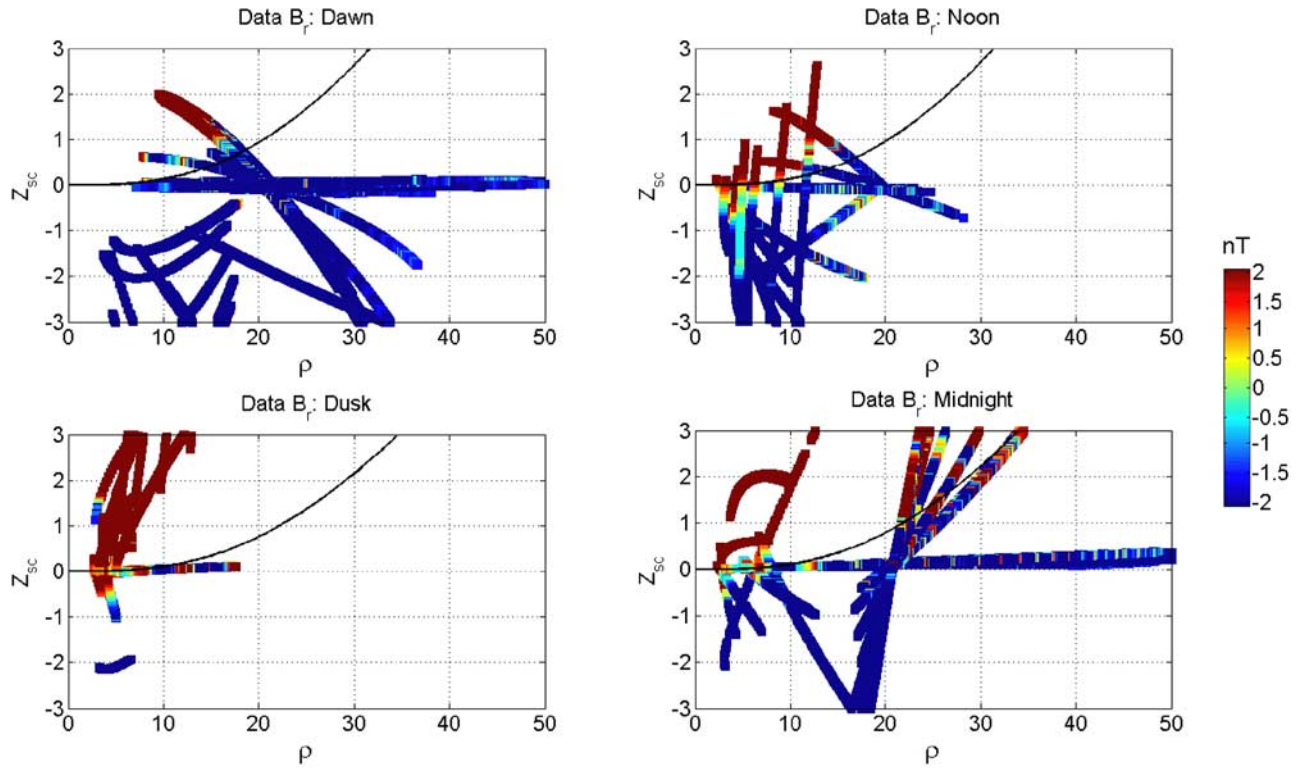 Data B_r: Dawn
3
2
1
0
-1
-2
-3
Z_sc
0 10 20 30 40 50
ρ
Data B_r: Noon
3
2
1
0
-1
-2
-3
Z_sc
0 10 20 30 40 50
ρ
nT
2
1.5
1
0.5
0
-0.5
-1
-1.5
-2
Data B_r: Dusk
3
2
1
0
-1
-2
-3
Z_sc
0 10 20 30 40 50
ρ
Data B_r: Midnight
3
2
1
0
-1
-2
-3
Z_sc
0 10 20 30 40 50
ρ